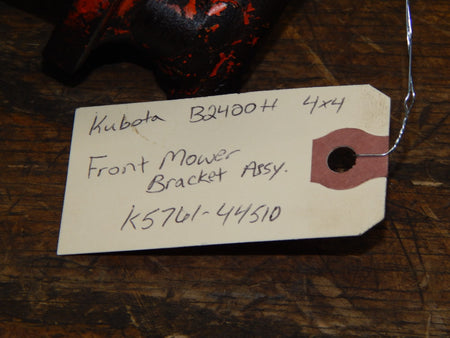 Kubota B2400H 4x4
Front Mower
Bracket Assy.
K5761-44510